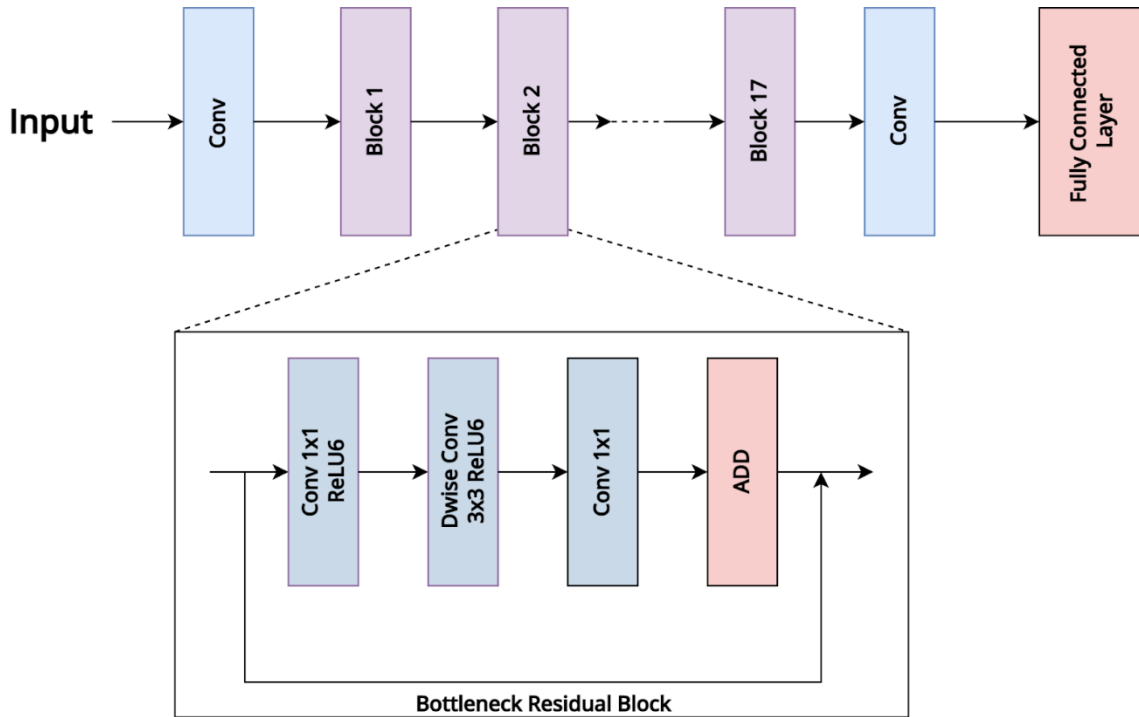 Input
Conv
Block 1
Block 2
Block 17
Conv
Fully Connected
Layer
Conv 1x1
ReLU6
Dwise Conv
3x3 ReLU6
Conv 1x1
ADD
Bottleneck Residual Block